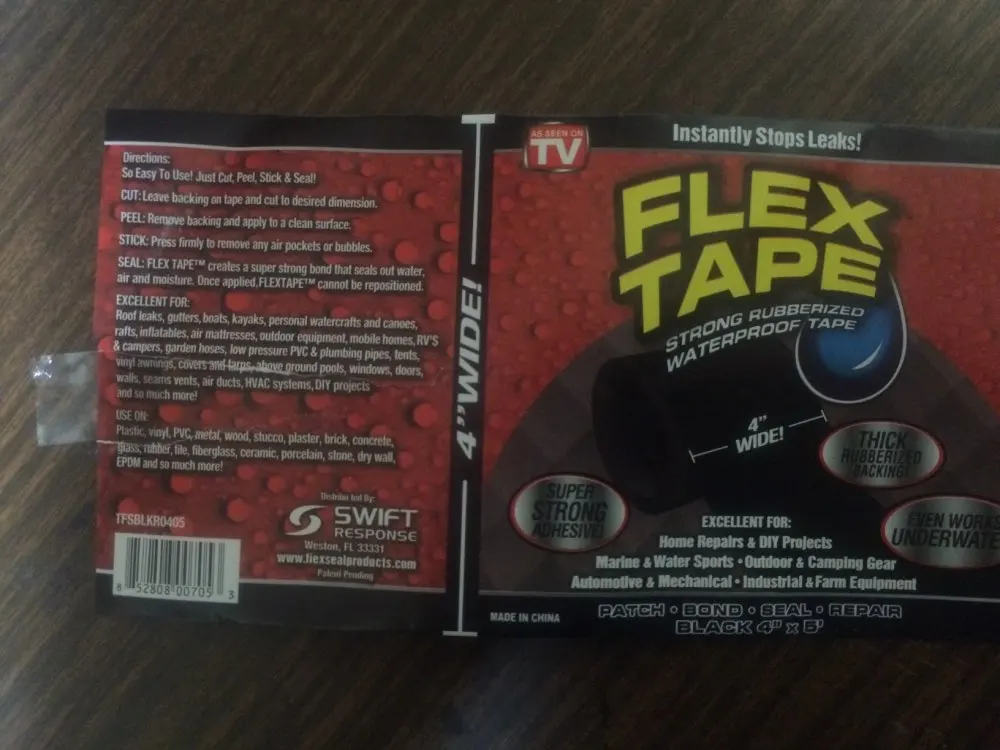 Directions:
So Easy To Use! Just Cut, Peel, Stick & Seal!
CUT: Leave backing on tape and cut to desired dimension.
PEEL: Remove backing and apply to a clean surface.
STICK: Press firmly to remove any air pockets or bubbles.
SEAL: FLEX TAPE™ creates a super strong bond that seals out water,
air and moisture. Once applied,FLEXTAPE™ cannot be repositioned.
EXCELLENT FOR:
Roof leaks, gutters, boats, kayaks, personal watercrafts and canoes,
rafts, inflatables, air mattresses, outdoor equipment, mobile homes, RV'S
& campers, garden hoses, low pressure PVC & plumbing pipes, tents,
vinyl awnings, covers and tarps, above ground pools, windows, doors,
walls, seams vents, air ducts, HVAC systems, DIY projects
and so much more!
USE ON:
Plastic, vinyl, PVC, metal, wood, stucco, plaster, brick, concrete,
glass, rubber, tile, fiberglass, ceramic, porcelain, stone, dry wall,
EPDM and so much more!
TFSBLKR0405
8 52808 00705 3
Distributed By:
SWIFT
RESPONSE
Weston, FL 33331
www.flexsealproducts.com
Patent Pending
4" WIDE!
AS SEEN ON
TV
Instantly Stops Leaks!
FLEX
TAPE
STRONG RUBBERIZED
WATERPROOF TAPE
4"
WIDE!
THICK
RUBBERIZED
BACKING!
SUPER
STRONG
ADHESIVE!
EVEN WORKS
UNDERWATE
EXCELLENT FOR:
Home Repairs & DIY Projects
Marine & Water Sports • Outdoor & Camping Gear
Automotive & Mechanical • Industrial & Farm Equipment
MADE IN CHINA
PATCH • BOND • SEAL • REPAIR
BLACK 4" x 5'